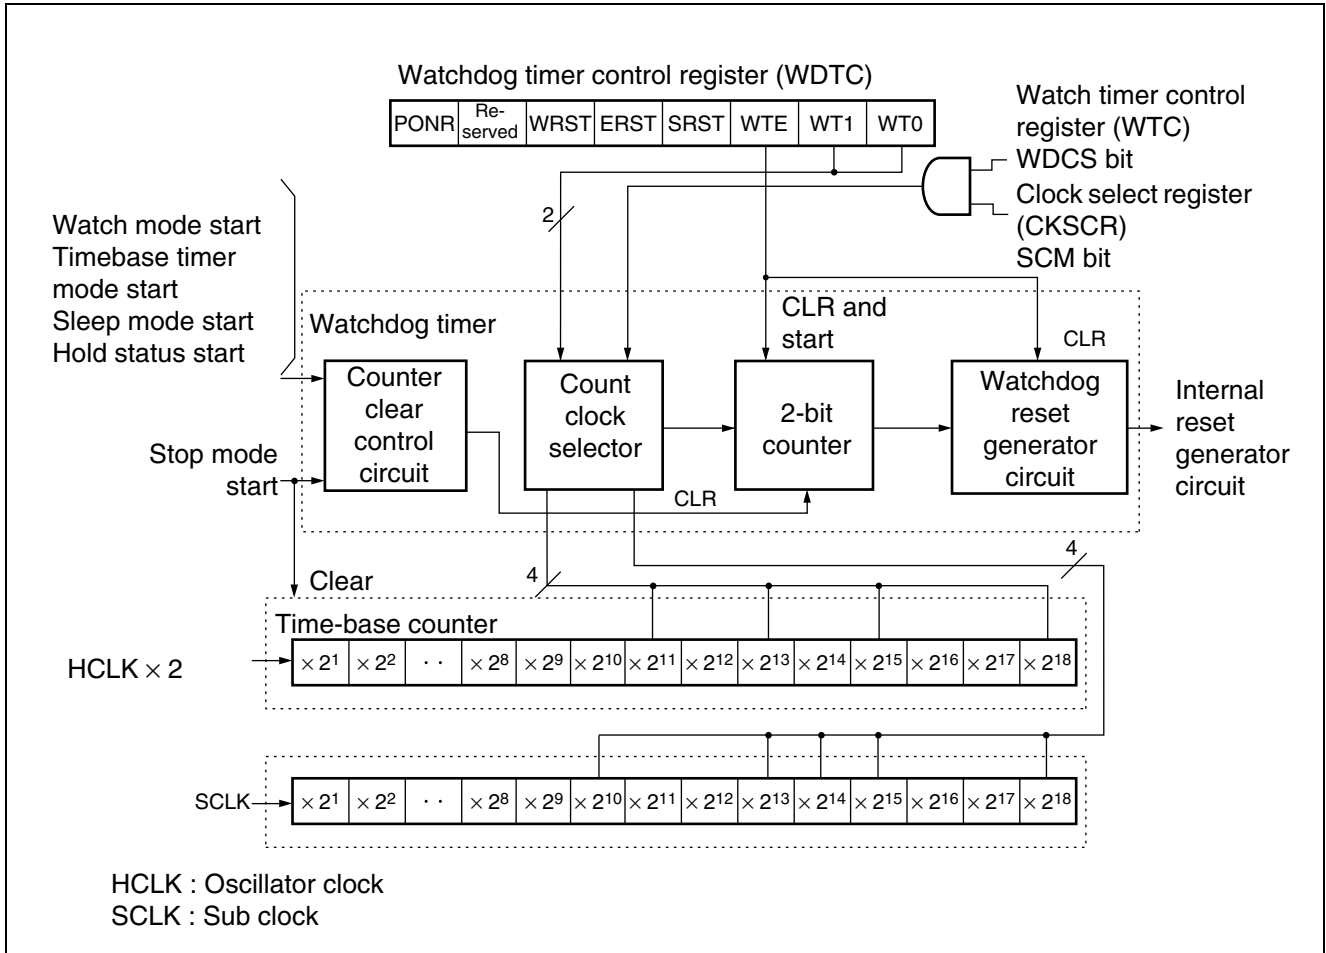 Watchdog timer control register (WDTC)
PONR Re-served WRST ERST SRST WTE WT1 WT0
Watch timer control
register (WTC)
WDCS bit
Clock select register
(CKSCR)
SCM bit
2
Watch mode start
Timebase timer
mode start
Sleep mode start
Hold status start
Watchdog timer
CLR and
start
CLR
Counter
clear
control
circuit
Count
clock
selector
2-bit
counter
Watchdog
reset
generator
circuit
Internal
reset
generator
circuit
Stop mode
start
CLR
4
4
Clear
Time-base counter
HCLK × 2
× 2¹ × 2² · · × 2⁸ × 2⁹ × 2¹⁰ × 2¹¹ × 2¹² × 2¹³ × 2¹⁴ × 2¹⁵ × 2¹⁶ × 2¹⁷ × 2¹⁸
SCLK
× 2¹ × 2² · · × 2⁸ × 2⁹ × 2¹⁰ × 2¹¹ × 2¹² × 2¹³ × 2¹⁴ × 2¹⁵ × 2¹⁶ × 2¹⁷ × 2¹⁸
HCLK : Oscillator clock
SCLK : Sub clock